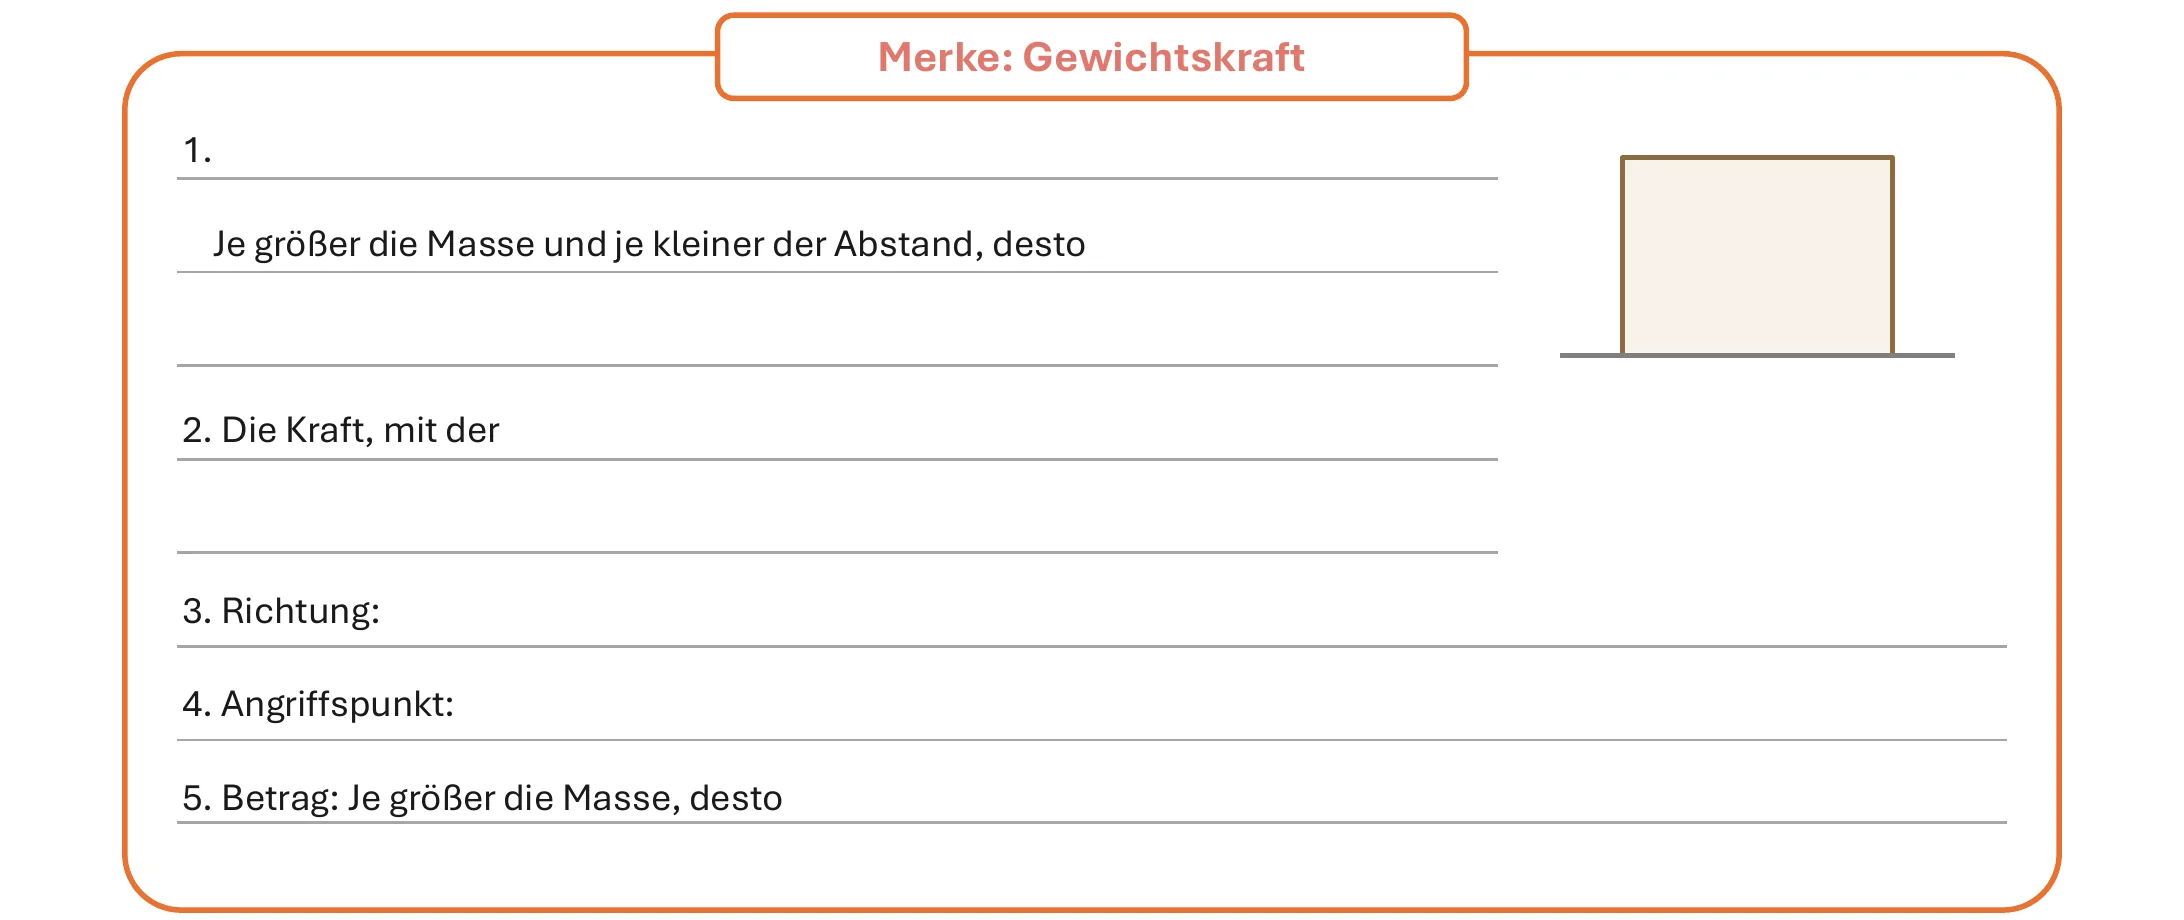 Merke: Gewichtskraft
1.
Je größer die Masse und je kleiner der Abstand, desto
2. Die Kraft, mit der
3. Richtung:
4. Angriffspunkt:
5. Betrag: Je größer die Masse, desto